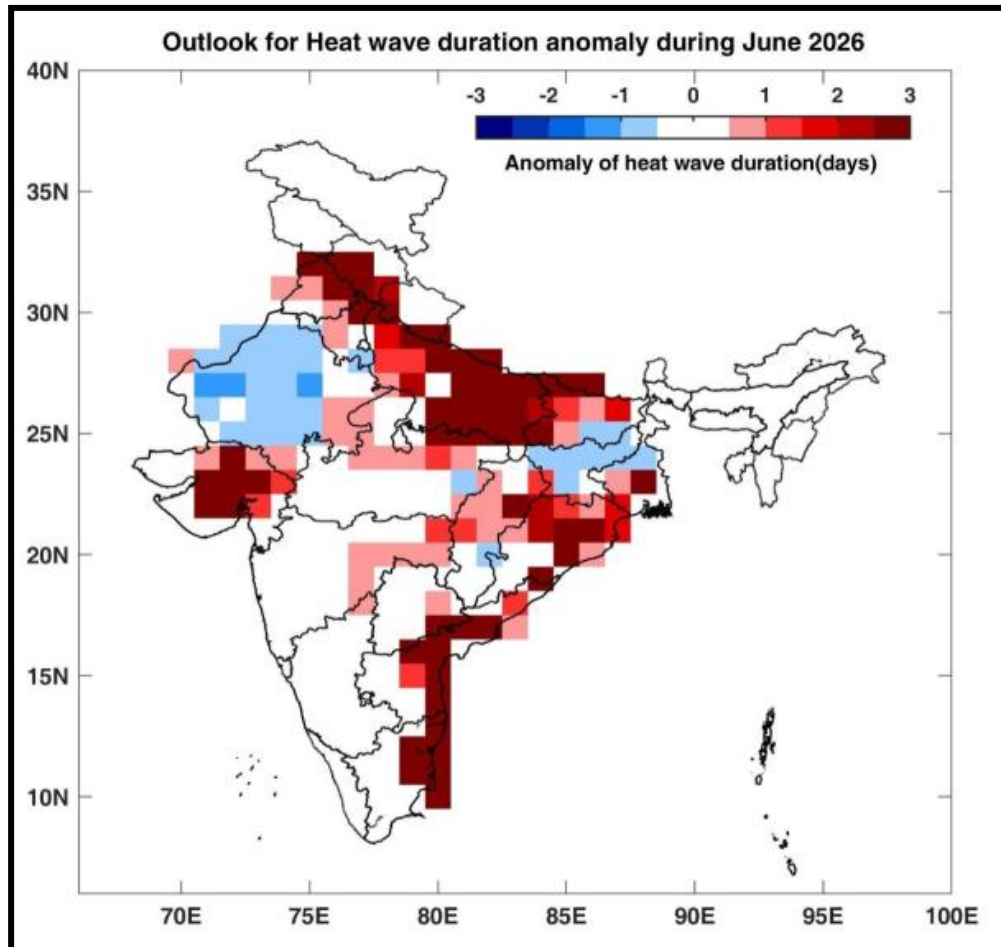 Outlook for Heat wave duration anomaly during June 2026
40N
-3 -2 -1 0 1 2 3
Anomaly of heat wave duration(days)
35N
30N
25N
20N
15N
10N
70E 75E 80E 85E 90E 95E 100E